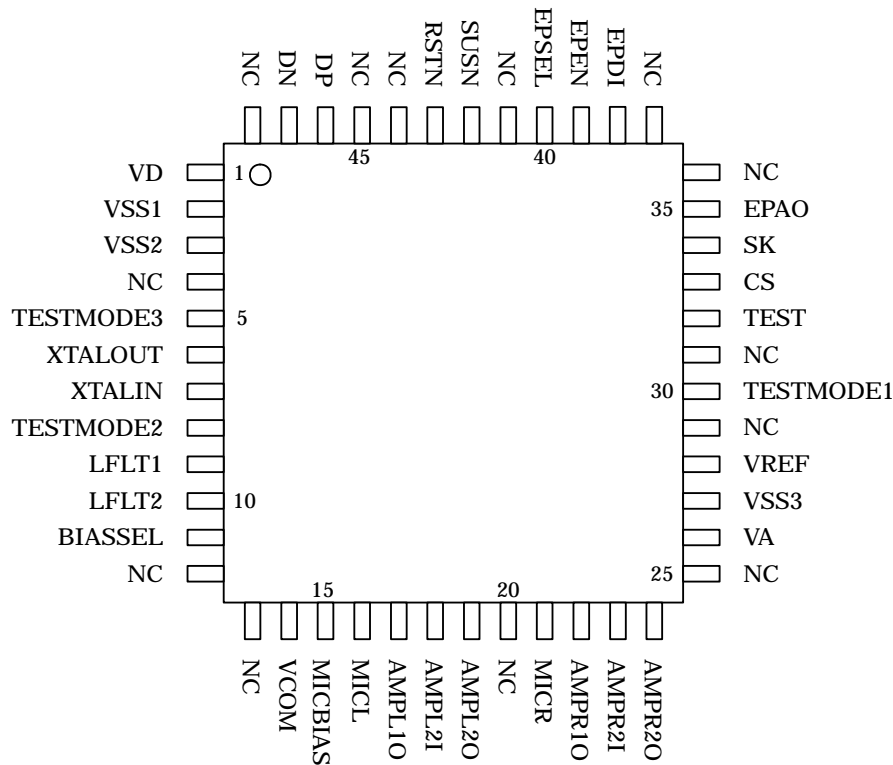 NC
DN
DP
NC
NC
RSTN
SUSN
NC
EPSEL
EPEN
EPDI
NC
45
40
VD
1
NC
VSS1
35
EPAO
VSS2
SK
NC
CS
TESTMODE3
5
TEST
XTALOUT
NC
XTALIN
30
TESTMODE1
TESTMODE2
NC
LFLT1
VREF
LFLT2
10
VSS3
BIASSEL
VA
NC
25
NC
15
20
NC
VCOM
MICBIAS
MICL
AMPL1O
AMPL2I
AMPL2O
NC
MICR
AMPR1O
AMPR2I
AMPR2O